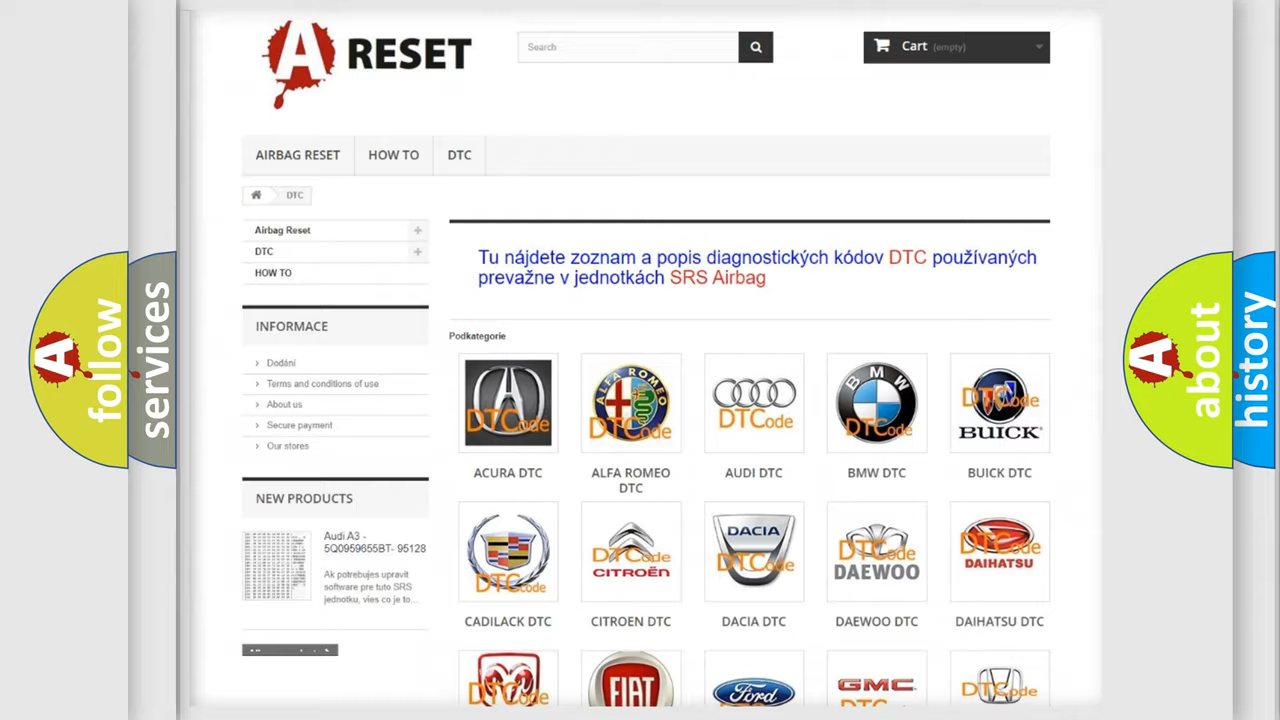 A RESET
Search
Cart (empty)
AIRBAG RESET
HOW TO
DTC
DTC
Airbag Reset
DTC
HOW TO
INFORMACE
Dodání
Terms and conditions of use
About us
Secure payment
Our stores
NEW PRODUCTS
Audi A3 -
5Q0959655BT- 95128
Ak potrebujes upravit
software pre tuto SRS
jednotku, vies co je to...
Tu nájdete zoznam a popis diagnostických kódov DTC používaných
prevažne v jednotkách SRS Airbag
Podkategorie
DTCode
ALFA ROMEO
DTCode
DTCode
BMW
DTCode
DTCode
BUICK
ACURA DTC
ALFA ROMEO
DTC
AUDI DTC
BMW DTC
BUICK DTC
DTCode
DTCode
CITROËN
DACIA
DTCode
DTCode
DAEWOO
DTCode
DAIHATSU
CADILACK DTC
CITROEN DTC
DACIA DTC
DAEWOO DTC
DAIHATSU DTC
DTCode
FIAT
Ford
GMC
DTCode
A
follow
services
A
about
history